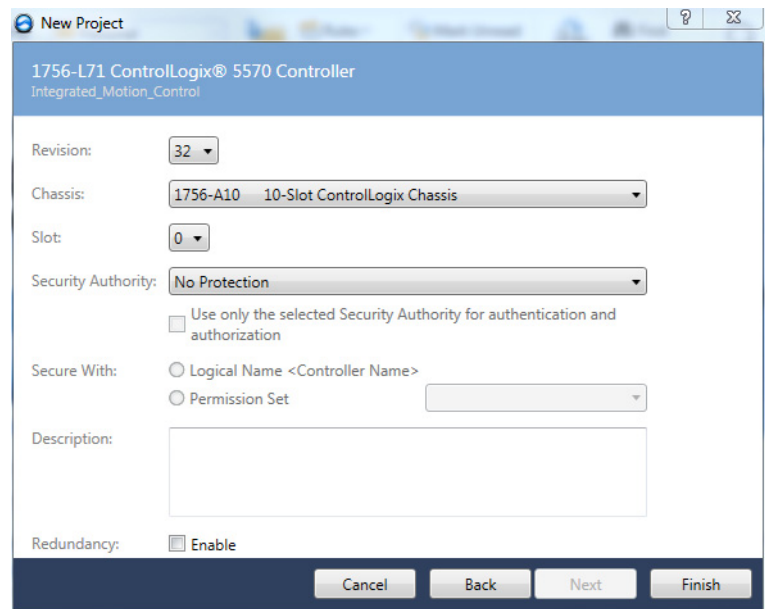 New Project
1756-L71 ControlLogix® 5570 Controller
Integrated_Motion_Control
Revision: 32
Chassis: 1756-A10 10-Slot ControlLogix Chassis
Slot: 0
Security Authority: No Protection
Use only the selected Security Authority for authentication and
authorization
Secure With: Logical Name <Controller Name>
Permission Set
Description:
Redundancy: Enable
Cancel Back Next Finish